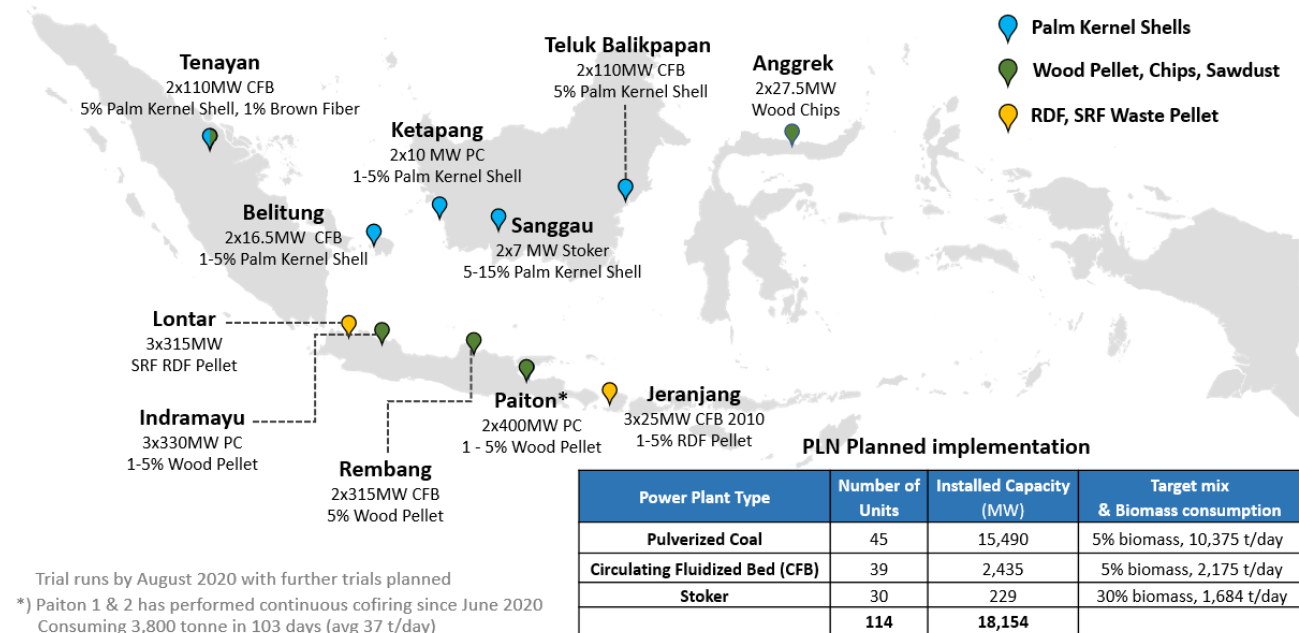 Palm Kernel Shells
Wood Pellet, Chips, Sawdust
RDF, SRF Waste Pellet
Tenayan
2x110MW CFB
5% Palm Kernel Shell, 1% Brown Fiber
Teluk Balikpapan
2x110MW CFB
5% Palm Kernel Shell
Anggrek
2x27.5MW
Wood Chips
Ketapang
2x10 MW PC
1-5% Palm Kernel Shell
Belitung
2x16.5MW CFB
1-5% Palm Kernel Shell
Sanggau
2x7 MW Stoker
5-15% Palm Kernel Shell
Lontar
3x315MW
SRF RDF Pellet
Indramayu
3x330MW PC
1-5% Wood Pellet
Rembang
2x315MW CFB
5% Wood Pellet
Paiton*
2x400MW PC
1 - 5% Wood Pellet
Jeranjang
3x25MW CFB 2010
1-5% RDF Pellet
PLN Planned implementation
Power Plant Type Number of Units Installed Capacity (MW) Target mix & Biomass consumption
Pulverized Coal 45 15,490 5% biomass, 10,375 t/day
Circulating Fluidized Bed (CFB) 39 2,435 5% biomass, 2,175 t/day
Stoker 30 229 30% biomass, 1,684 t/day
114 18,154
Trial runs by August 2020 with further trials planned
*) Paiton 1 & 2 has performed continuous cofiring since June 2020
Consuming 3,800 tonne in 103 days (avg 37 t/day)